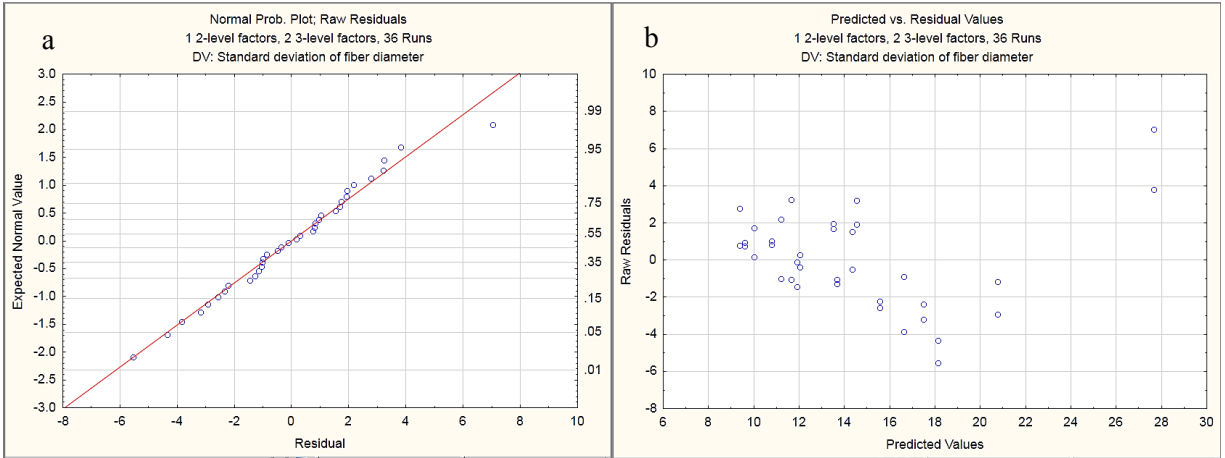 a
Normal Prob. Plot; Raw Residuals
1 2-level factors, 2 3-level factors, 36 Runs
DV: Standard deviation of fiber diameter
3.0
2.5
2.0
1.5
1.0
0.5
0.0
-0.5
-1.0
-1.5
-2.0
-2.5
-3.0
Expected Normal Value
.99
.95
.75
.55
.35
.15
.05
.01
-8 -6 -4 -2 0 2 4 6 8 10
Residual
b
Predicted vs. Residual Values
1 2-level factors, 2 3-level factors, 36 Runs
DV: Standard deviation of fiber diameter
10
8
6
4
2
0
-2
-4
-6
-8
Raw Residuals
6 8 10 12 14 16 18 20 22 24 26 28 30
Predicted Values